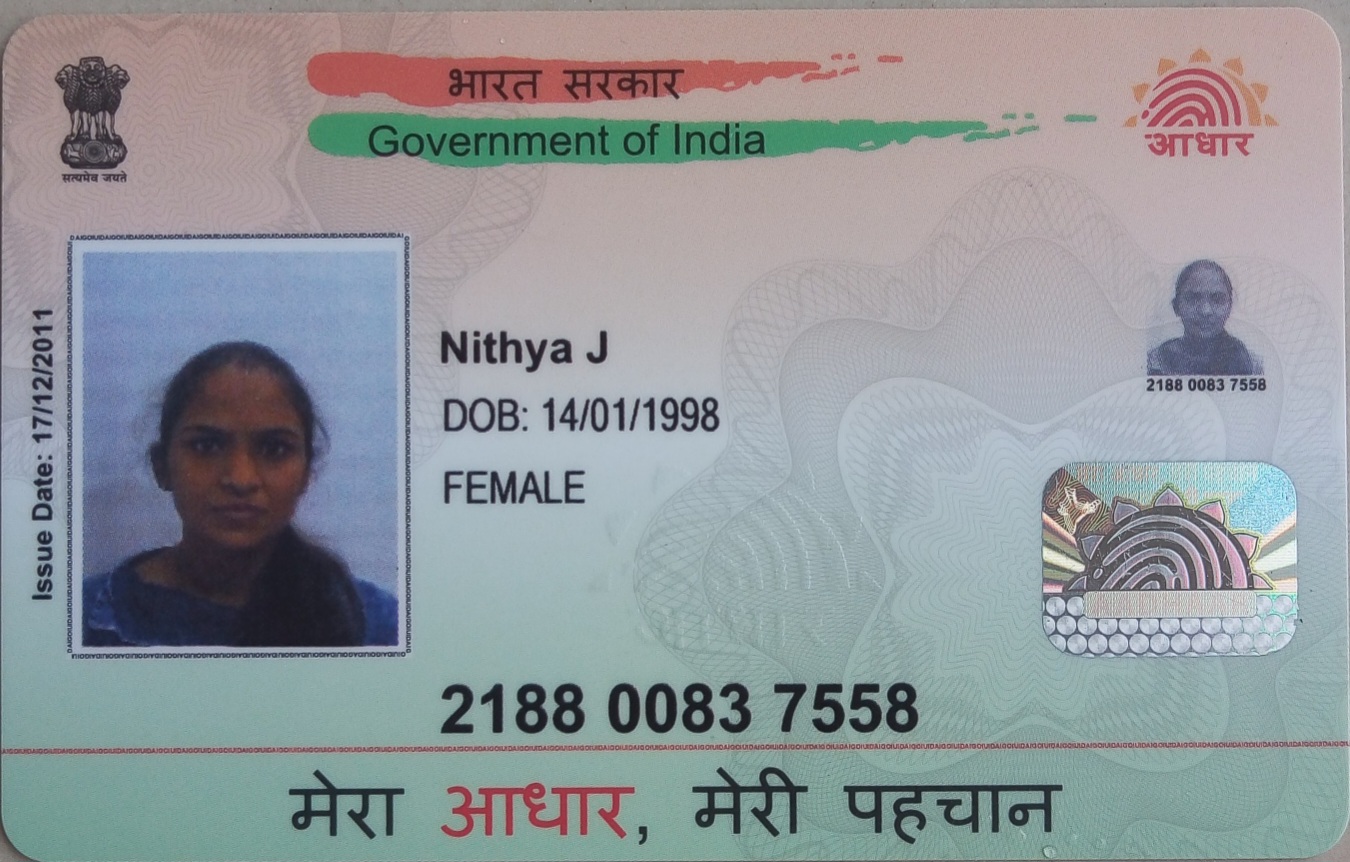 भारत सरकार
Government of India
सत्यमेव जयते
आधार
Issue Date: 17/12/2011
Nithya J
DOB: 14/01/1998
FEMALE
2188 0083 7558
2188 0083 7558
मेरा आधार, मेरी पहचान